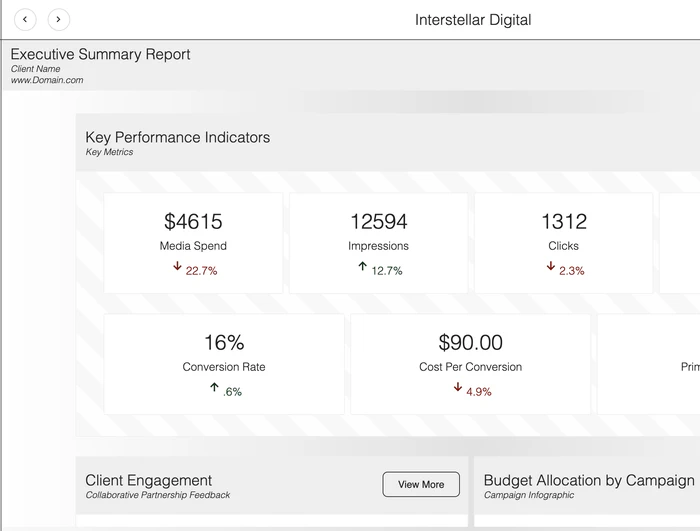 Interstellar Digital
Executive Summary Report
Client Name
www.Domain.com
Key Performance Indicators
Key Metrics
$4615
Media Spend
22.7%
12594
Impressions
12.7%
1312
Clicks
2.3%
16%
Conversion Rate
.6%
$90.00
Cost Per Conversion
4.9%
Prim
Client Engagement
Collaborative Partnership Feedback
View More
Budget Allocation by Campaign
Campaign Infographic